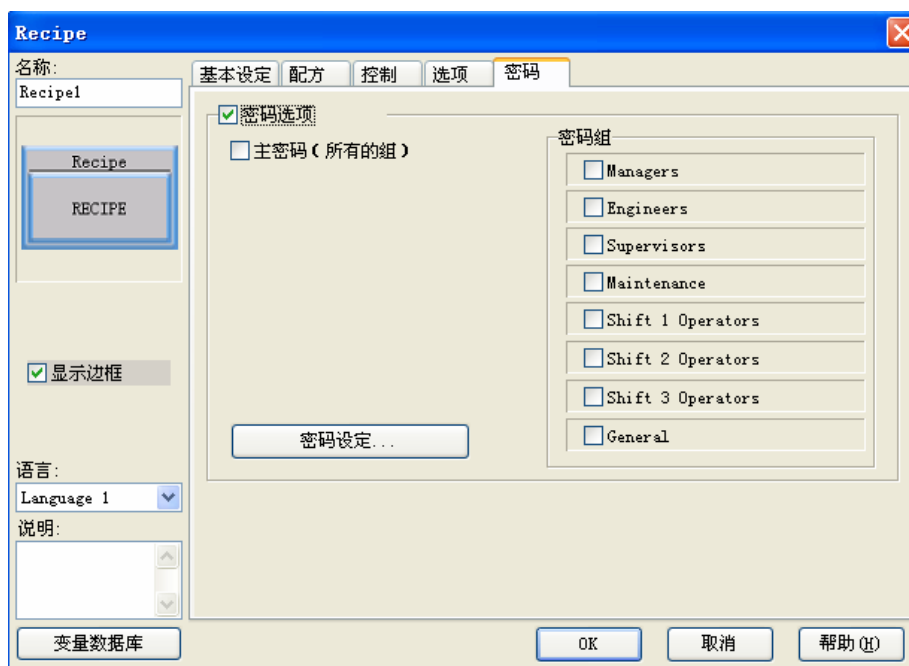 Recipe
名称:
Recipe1
Recipe
RECIPE
显示边框
语言:
Language 1
说明:
变量数据库
基本设定 配方 控制 选项 密码
密码选项
主密码(所有的组)
密码设定...
密码组
Managers
Engineers
Supervisors
Maintenance
Shift 1 Operators
Shift 2 Operators
Shift 3 Operators
General
OK 取消 帮助(H)